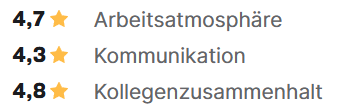 4,7 ★ Arbeitsatmosphäre
4,3 ★ Kommunikation
4,8 ★ Kollegenzusammenhalt